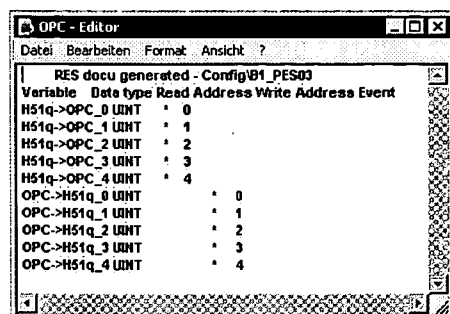 OPC - Editor
Datei Bearbeiten Format Ansicht ?
RES docu generated - Config\B1_PES03
Variable Data type Read Address Write Address Event
H51q->OPC_0 UINT * 0
H51q->OPC_1 UINT * 1
H51q->OPC_2 UINT * 2
H51q->OPC_3 UINT * 3
H51q->OPC_4 UINT * 4
OPC->H51q_0 UINT * 0
OPC->H51q_1 UINT * 1
OPC->H51q_2 UINT * 2
OPC->H51q_3 UINT * 3
OPC->H51q_4 UINT * 4